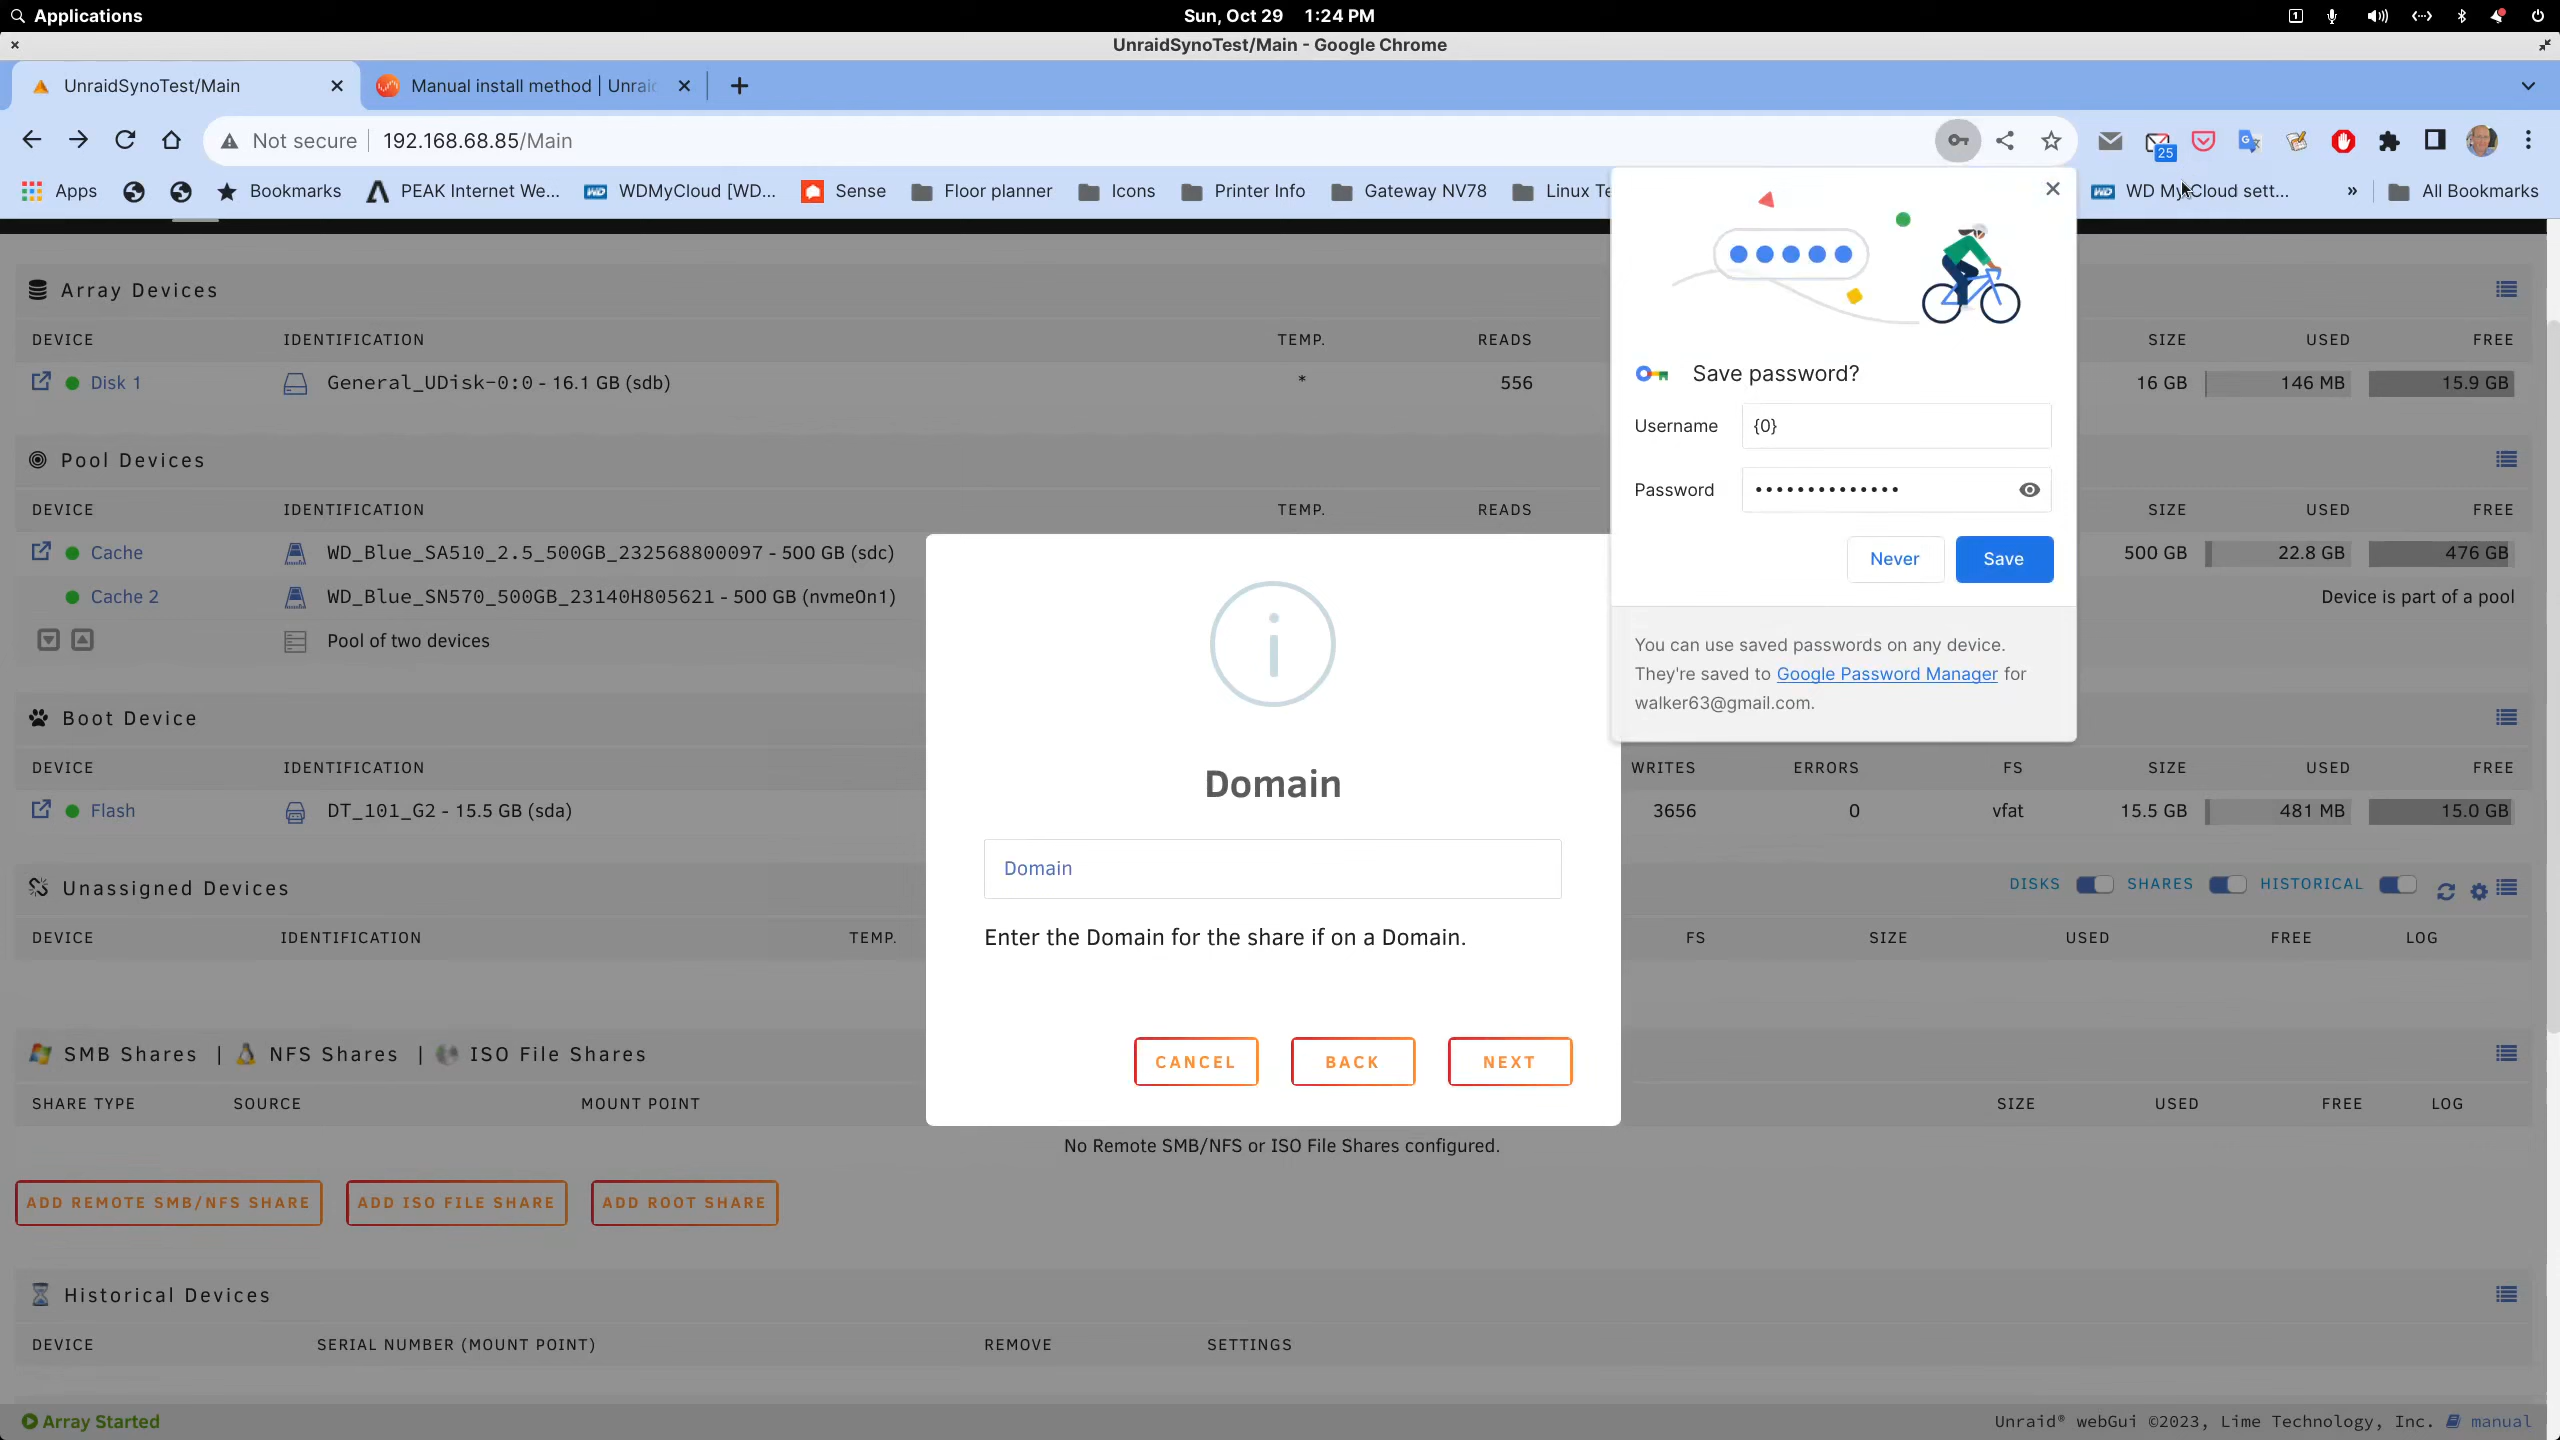 Applications
Sun, Oct 29 1:24 PM
1
UnraidSynoTest/Main - Google Chrome
UnraidSynoTest/Main
Manual install method | Unraid
Not secure
192.168.68.85/Main
25
Apps
Bookmarks
PEAK Internet We...
WDMyCloud [WD...
Sense
Floor planner
Icons
Printer Info
Gateway NV78
Linux Te
WD MyCloud sett...
»
All Bookmarks
Array Devices
DEVICE IDENTIFICATION TEMP. READS SIZE USED FREE
Disk 1 General_UDisk-0:0 - 16.1 GB (sdb) * 556 16 GB 146 MB 15.9 GB
Pool Devices
DEVICE IDENTIFICATION TEMP. READS SIZE USED FREE
Cache WD_Blue_SA510_2.5_500GB_232568800097 - 500 GB (sdc) 500 GB 22.8 GB 476 GB
Cache 2 WD_Blue_SN570_500GB_23140H805621 - 500 GB (nvme0n1) Device is part of a pool
Pool of two devices
Boot Device
DEVICE IDENTIFICATION WRITES ERRORS FS SIZE USED FREE
Flash DT_101_G2 - 15.5 GB (sda) 3656 0 vfat 15.5 GB 481 MB 15.0 GB
Unassigned Devices
DISKS SHARES HISTORICAL
DEVICE IDENTIFICATION TEMP. FS SIZE USED FREE LOG
SMB Shares | NFS Shares | ISO File Shares
SHARE TYPE SOURCE MOUNT POINT SIZE USED FREE LOG
No Remote SMB/NFS or ISO File Shares configured.
ADD REMOTE SMB/NFS SHARE
ADD ISO FILE SHARE
ADD ROOT SHARE
Historical Devices
DEVICE SERIAL NUMBER (MOUNT POINT) REMOVE SETTINGS
Array Started
Unraid® webGui ©2023, Lime Technology, Inc. manual
Save password?
Username {0}
Password ••••••••••••••
Never
Save
You can use saved passwords on any device.
They're saved to Google Password Manager for
walker63@gmail.com.
Domain
Domain
Enter the Domain for the share if on a Domain.
CANCEL
BACK
NEXT